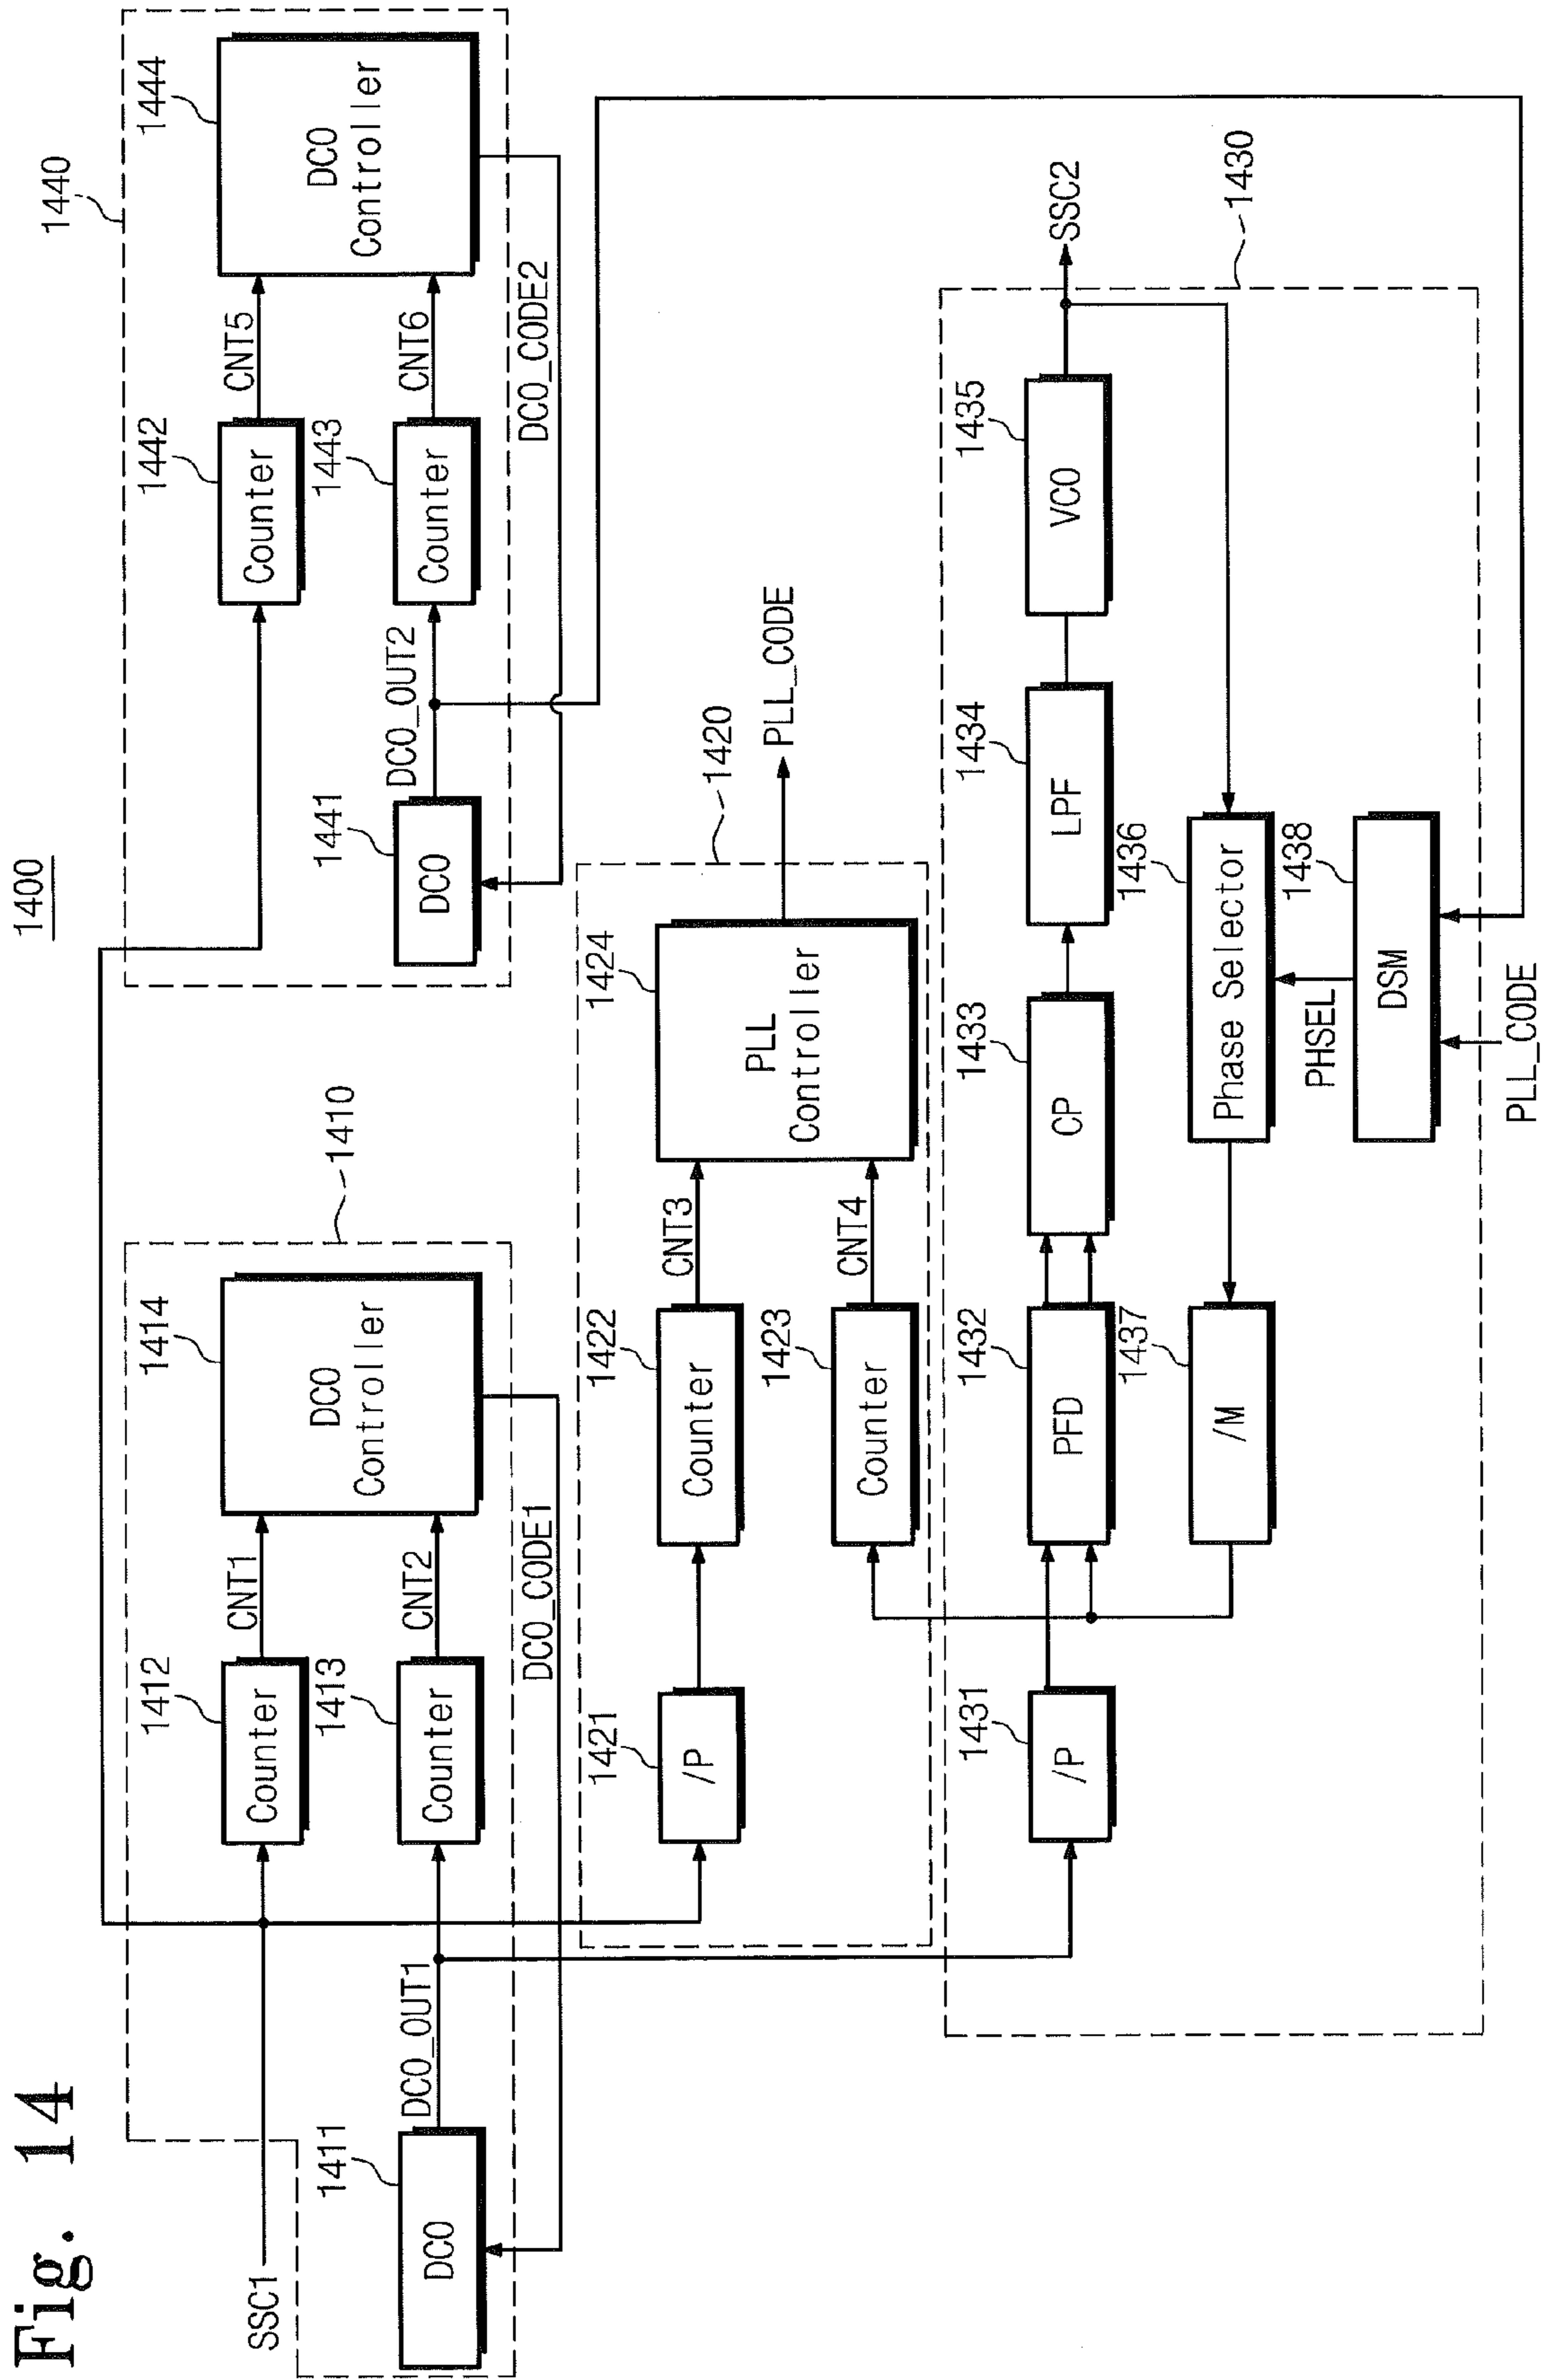 Fig. 14
1400
SSC1
1411
DCO
DCO_OUT1
1412
Counter
CNT1
1413
Counter
CNT2
1414
DCO
Controller
1410
DCO_CODE1
1440
1441
DCO
DCO_OUT2
1442
Counter
CNT5
1443
Counter
CNT6
1444
DCO
Controller
DCO_CODE2
1421
/P
1422
Counter
CNT3
1423
Counter
CNT4
1424
PLL
Controller
1420
PLL_CODE
1431
/P
1432
PFD
1433
CP
1434
LPF
1435
VCO
SSC2
1430
1437
/M
1436
Phase Selector
PHSEL
1438
DSM
PLL_CODE